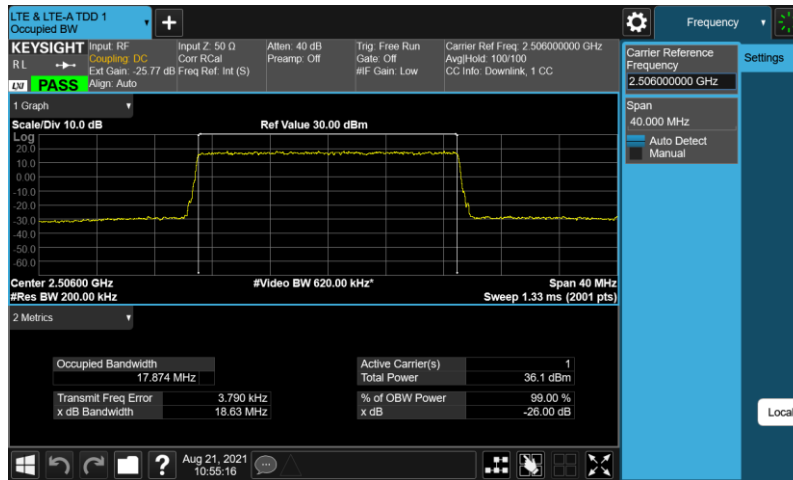 LTE & LTE-A TDD 1
Occupied BW
Frequency
KEYSIGHT
RL
LXI
PASS
Input: RF
Coupling: DC
Ext Gain: -25.77 dB
Align: Auto
Input Z: 50 Ω
Corr RCal
Freq Ref: Int (S)
Atten: 40 dB
Preamp: Off
Trig: Free Run
Gate: Off
#IF Gain: Low
Carrier Ref Freq: 2.506000000 GHz
Avg|Hold: 100/100
CC Info: Downlink, 1 CC
Carrier Reference
Frequency
2.506000000 GHz
Settings
Span
40.000 MHz
Auto Detect
Manual
1 Graph
Scale/Div 10.0 dB
Ref Value 30.00 dBm
Log
20.0
10.0
0.00
-10.0
-20.0
-30.0
-40.0
-50.0
-60.0
Center 2.50600 GHz
#Video BW 620.00 kHz*
Span 40 MHz
#Res BW 200.00 kHz
Sweep 1.33 ms (2001 pts)
2 Metrics
Occupied Bandwidth
17.874 MHz
Active Carrier(s) 1
Total Power 36.1 dBm
Transmit Freq Error 3.790 kHz
x dB Bandwidth 18.63 MHz
% of OBW Power 99.00 %
x dB -26.00 dB
Local
?
Aug 21, 2021
10:55:16